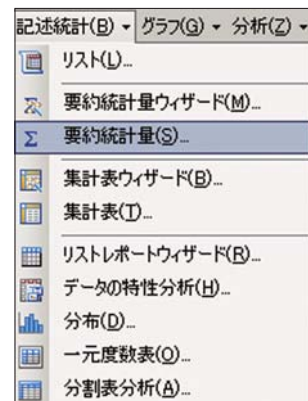 記述統計(B) ▾ グラフ(G) ▾ 分析(Z) ▾
リスト(L)...
要約統計量ウィザード(M)...
要約統計量(S)...
集計表ウィザード(B)...
集計表(T)...
リストレポートウィザード(R)...
データの特性分析(H)...
分布(D)...
一元度数表(O)...
分割表分析(A)...